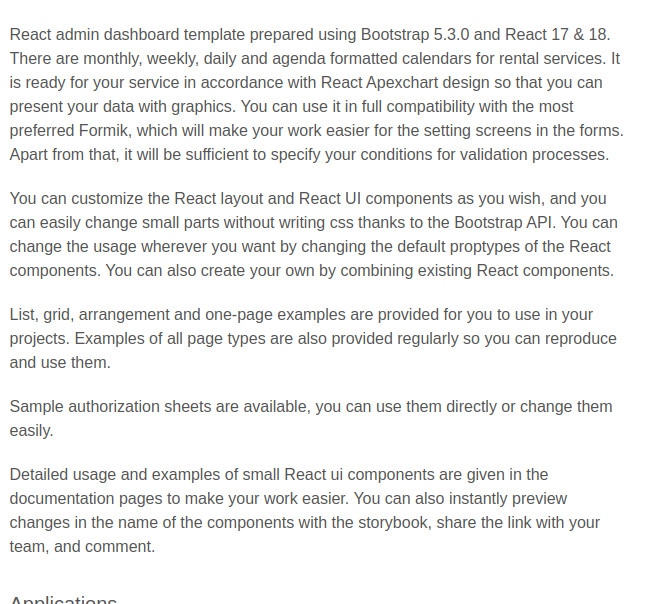 React admin dashboard template prepared using Bootstrap 5.3.0 and React 17 & 18.
There are monthly, weekly, daily and agenda formatted calendars for rental services. It
is ready for your service in accordance with React Apexchart design so that you can
present your data with graphics. You can use it in full compatibility with the most
preferred Formik, which will make your work easier for the setting screens in the forms.
Apart from that, it will be sufficient to specify your conditions for validation processes.
You can customize the React layout and React UI components as you wish, and you
can easily change small parts without writing css thanks to the Bootstrap API. You can
change the usage wherever you want by changing the default proptypes of the React
components. You can also create your own by combining existing React components.
List, grid, arrangement and one-page examples are provided for you to use in your
projects. Examples of all page types are also provided regularly so you can reproduce
and use them.
Sample authorization sheets are available, you can use them directly or change them
easily.
Detailed usage and examples of small React ui components are given in the
documentation pages to make your work easier. You can also instantly preview
changes in the name of the components with the storybook, share the link with your
team, and comment.
Applications